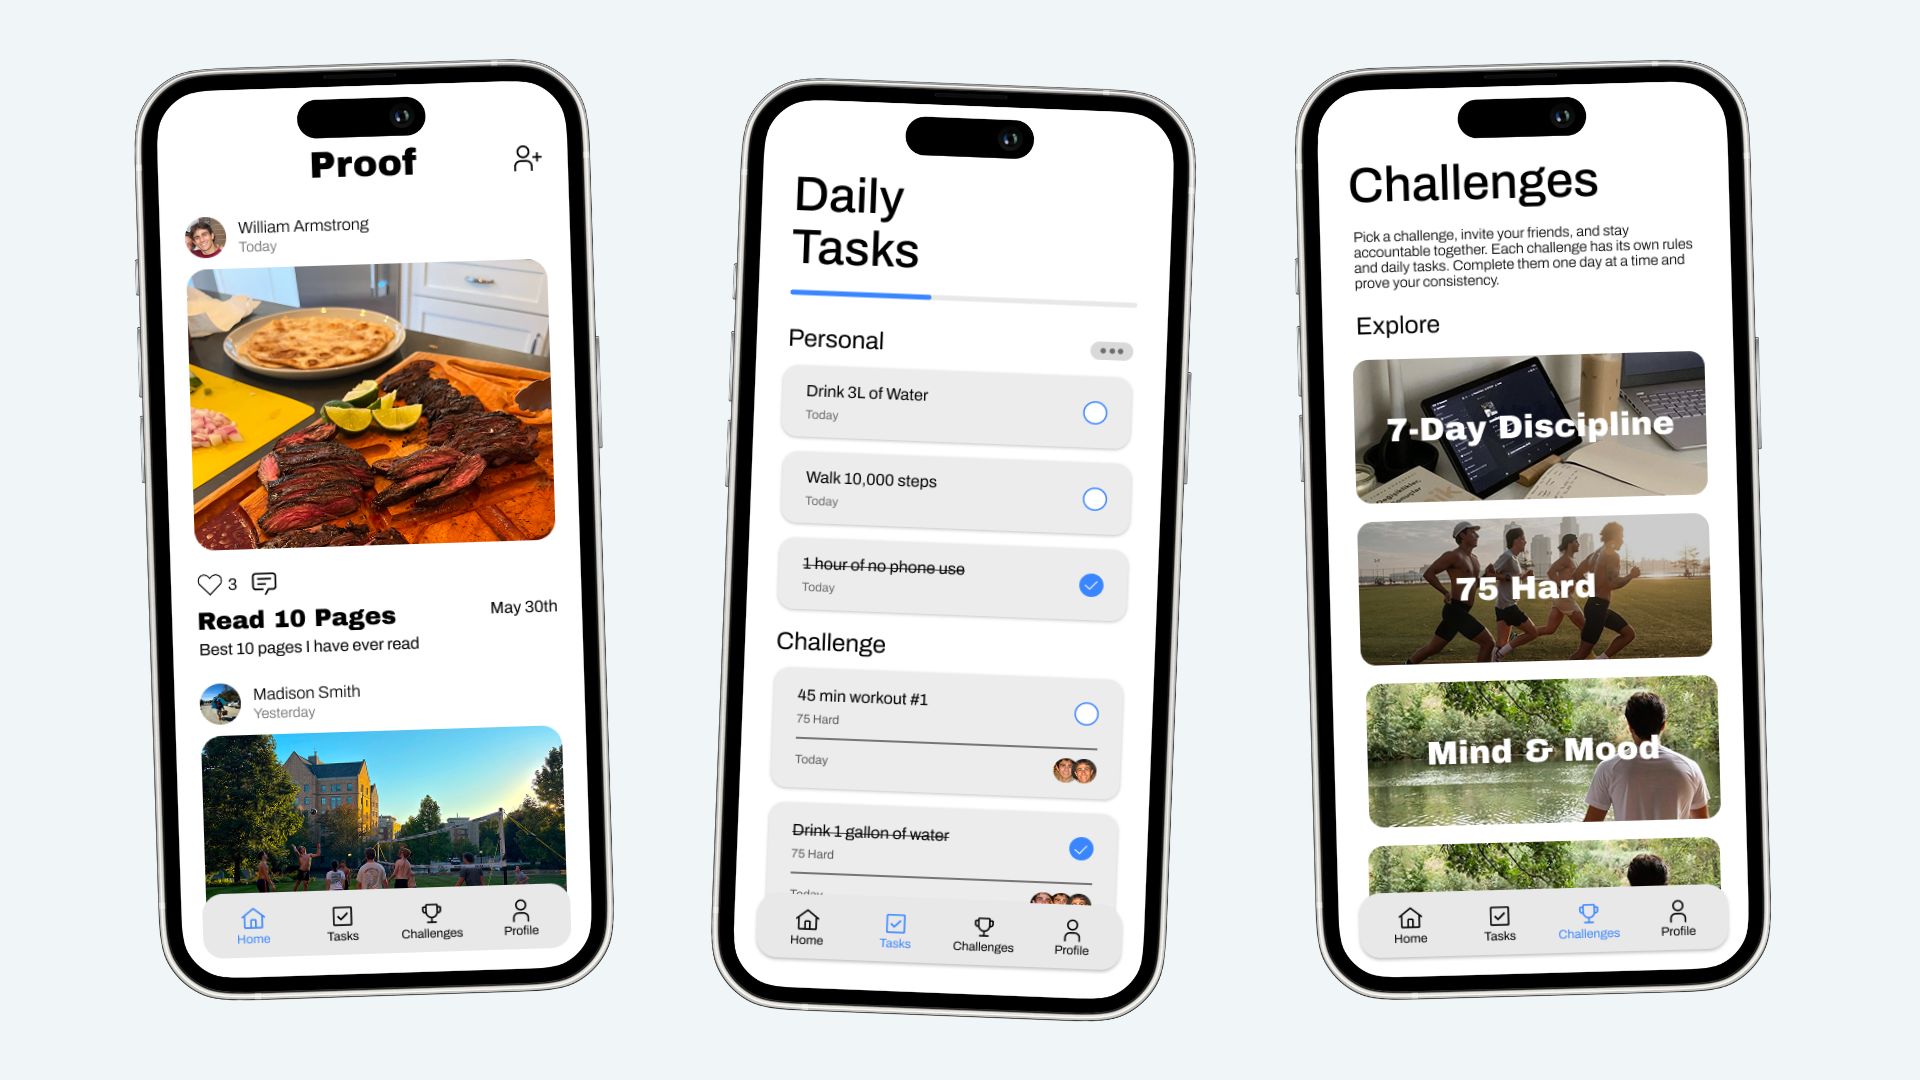 Proof
William Armstrong
Today
3
Read 10 Pages
May 30th
Best 10 pages I have ever read
Madison Smith
Yesterday
Home
Tasks
Challenges
Profile
Daily
Tasks
Personal
Drink 3L of Water
Today
Walk 10,000 steps
Today
1 hour of no phone use
Today
Challenge
45 min workout #1
75 Hard
Today
Drink 1 gallon of water
75 Hard
Today
Home
Tasks
Challenges
Profile
Challenges
Pick a challenge, invite your friends, and stay
accountable together. Each challenge has its own rules
and daily tasks. Complete them one day at a time and
prove your consistency.
Explore
7-Day Discipline
75 Hard
Mind & Mood
Home
Tasks
Challenges
Profile